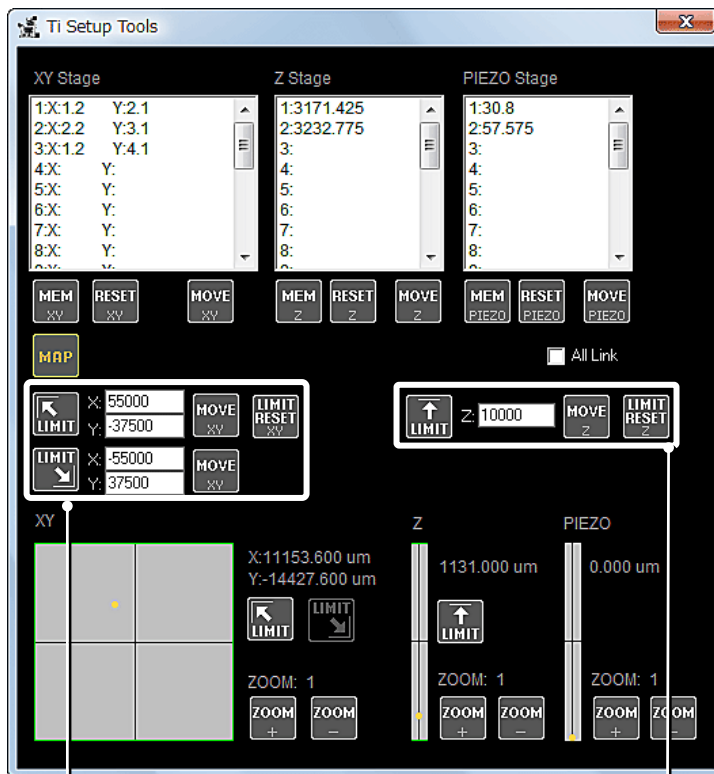 Ti Setup Tools
x
XY Stage
1:X:1.2 Y:2.1
2:X:2.2 Y:3.1
3:X:1.2 Y:4.1
4:X: Y:
5:X: Y:
6:X: Y:
7:X: Y:
8:X: Y:
Z Stage
1:3171.425
2:3232.775
3:
4:
5:
6:
7:
8:
PIEZO Stage
1:30.8
2:57.575
3:
4:
5:
6:
7:
8:
MEM XY
RESET XY
MOVE XY
MEM Z
RESET Z
MOVE Z
MEM PIEZO
RESET PIEZO
MOVE PIEZO
MAP
All Link
LIMIT
X: 55000
Y: -37500
MOVE XY
LIMIT RESET XY
LIMIT
X: -55000
Y: 37500
MOVE XY
LIMIT
Z: 10000
MOVE Z
LIMIT RESET Z
XY
X:11153.600 um
Y:-14427.600 um
LIMIT
LIMIT
ZOOM: 1
ZOOM +
ZOOM -
Z
1131.000 um
LIMIT
ZOOM: 1
ZOOM +
ZOOM -
PIEZO
0.000 um
ZOOM: 1
ZOOM +
ZOOM -